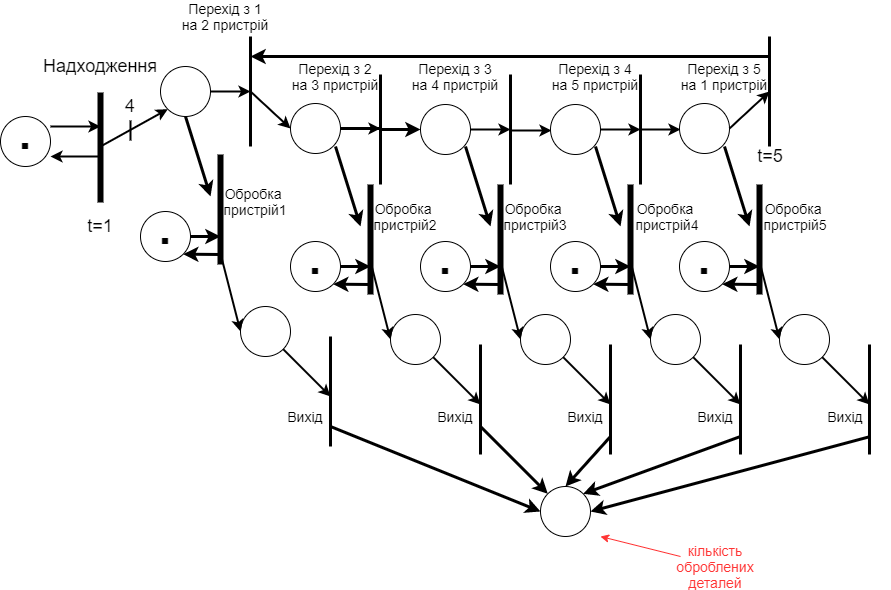 Перехід з 1
на 2 пристрій
Надходження
4
t=1
Перехід з 2
на 3 пристрій
Перехід з 3
на 4 пристрій
Перехід з 4
на 5 пристрій
Перехід з 5
на 1 пристрій
t=5
Обробка
пристрій1
Обробка
пристрій2
Обробка
пристрій3
Обробка
пристрій4
Обробка
пристрій5
Вихід
Вихід
Вихід
Вихід
Вихід
кількість
оброблених
деталей